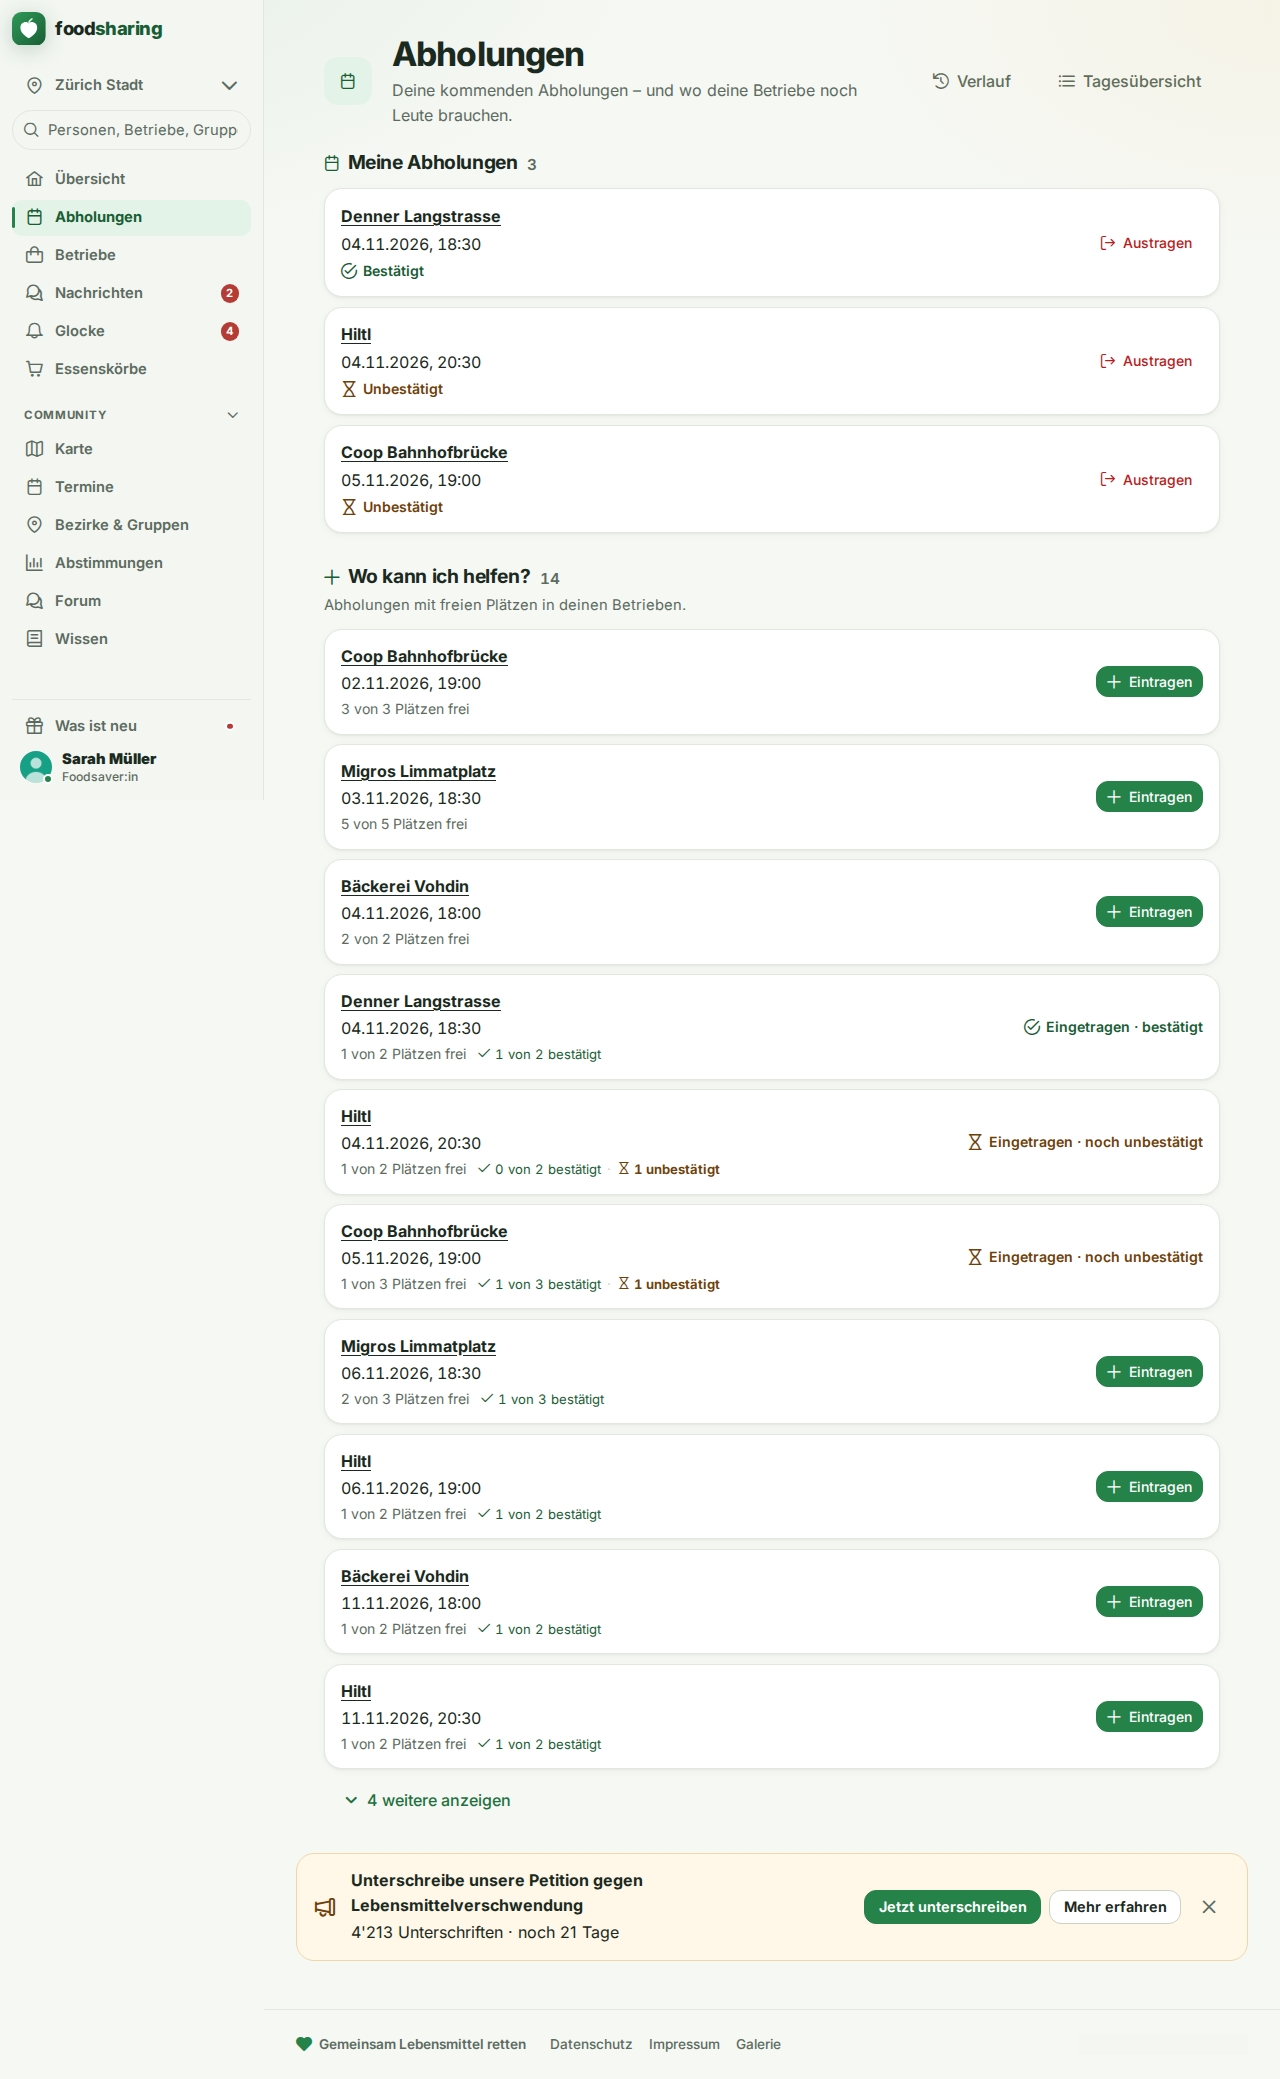 foodsharing
Zürich Stadt
Personen, Betriebe, Grupp
Übersicht
Abholungen
Betriebe
Nachrichten 2
Glocke 4
Essenskörbe
COMMUNITY
Karte
Termine
Bezirke & Gruppen
Abstimmungen
Forum
Wissen
Was ist neu
Sarah Müller
Foodsaver:in
Abholungen
Deine kommenden Abholungen – und wo deine Betriebe noch
Leute brauchen.
Verlauf
Tagesübersicht
Meine Abholungen 3
Denner Langstrasse
04.11.2026, 18:30
Bestätigt
Austragen
Hiltl
04.11.2026, 20:30
Unbestätigt
Austragen
Coop Bahnhofbrücke
05.11.2026, 19:00
Unbestätigt
Austragen
Wo kann ich helfen? 14
Abholungen mit freien Plätzen in deinen Betrieben.
Coop Bahnhofbrücke
02.11.2026, 19:00
3 von 3 Plätzen frei
Eintragen
Migros Limmatplatz
03.11.2026, 18:30
5 von 5 Plätzen frei
Eintragen
Bäckerei Vohdin
04.11.2026, 18:00
2 von 2 Plätzen frei
Eintragen
Denner Langstrasse
04.11.2026, 18:30
1 von 2 Plätzen frei 1 von 2 bestätigt
Eingetragen · bestätigt
Hiltl
04.11.2026, 20:30
1 von 2 Plätzen frei 0 von 2 bestätigt · 1 unbestätigt
Eingetragen · noch unbestätigt
Coop Bahnhofbrücke
05.11.2026, 19:00
1 von 3 Plätzen frei 1 von 3 bestätigt · 1 unbestätigt
Eingetragen · noch unbestätigt
Migros Limmatplatz
06.11.2026, 18:30
2 von 3 Plätzen frei 1 von 3 bestätigt
Eintragen
Hiltl
06.11.2026, 19:00
1 von 2 Plätzen frei 1 von 2 bestätigt
Eintragen
Bäckerei Vohdin
11.11.2026, 18:00
1 von 2 Plätzen frei 1 von 2 bestätigt
Eintragen
Hiltl
11.11.2026, 20:30
1 von 2 Plätzen frei 1 von 2 bestätigt
Eintragen
4 weitere anzeigen
Unterschreibe unsere Petition gegen
Lebensmittelverschwendung
4'213 Unterschriften · noch 21 Tage
Jetzt unterschreiben
Mehr erfahren
Gemeinsam Lebensmittel retten Datenschutz Impressum Galerie